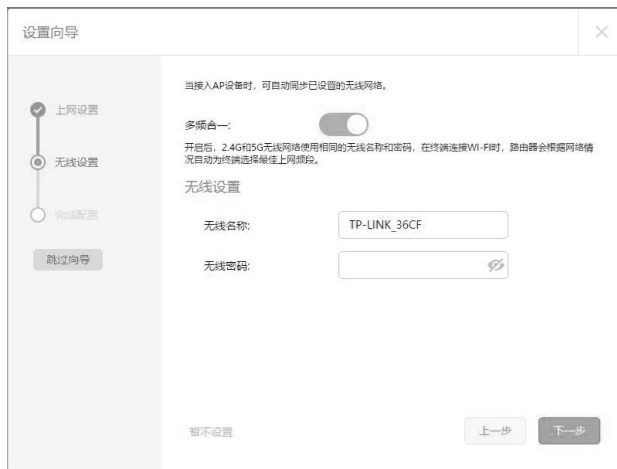 设置向导
当接入AP设备时，可自动同步已设置的无线网络。
上网设置
多频合一：
开启后，2.4G和5G无线网络使用相同的无线名称和密码，在终端连接WI-FI时，路由器会根据网络情
况自动为终端选择最佳上网频段。
无线设置
无线设置
完成配置
无线名称：
TP-LINK_36CF
跳过向导
无线密码：
暂不设置
上一步
下一步